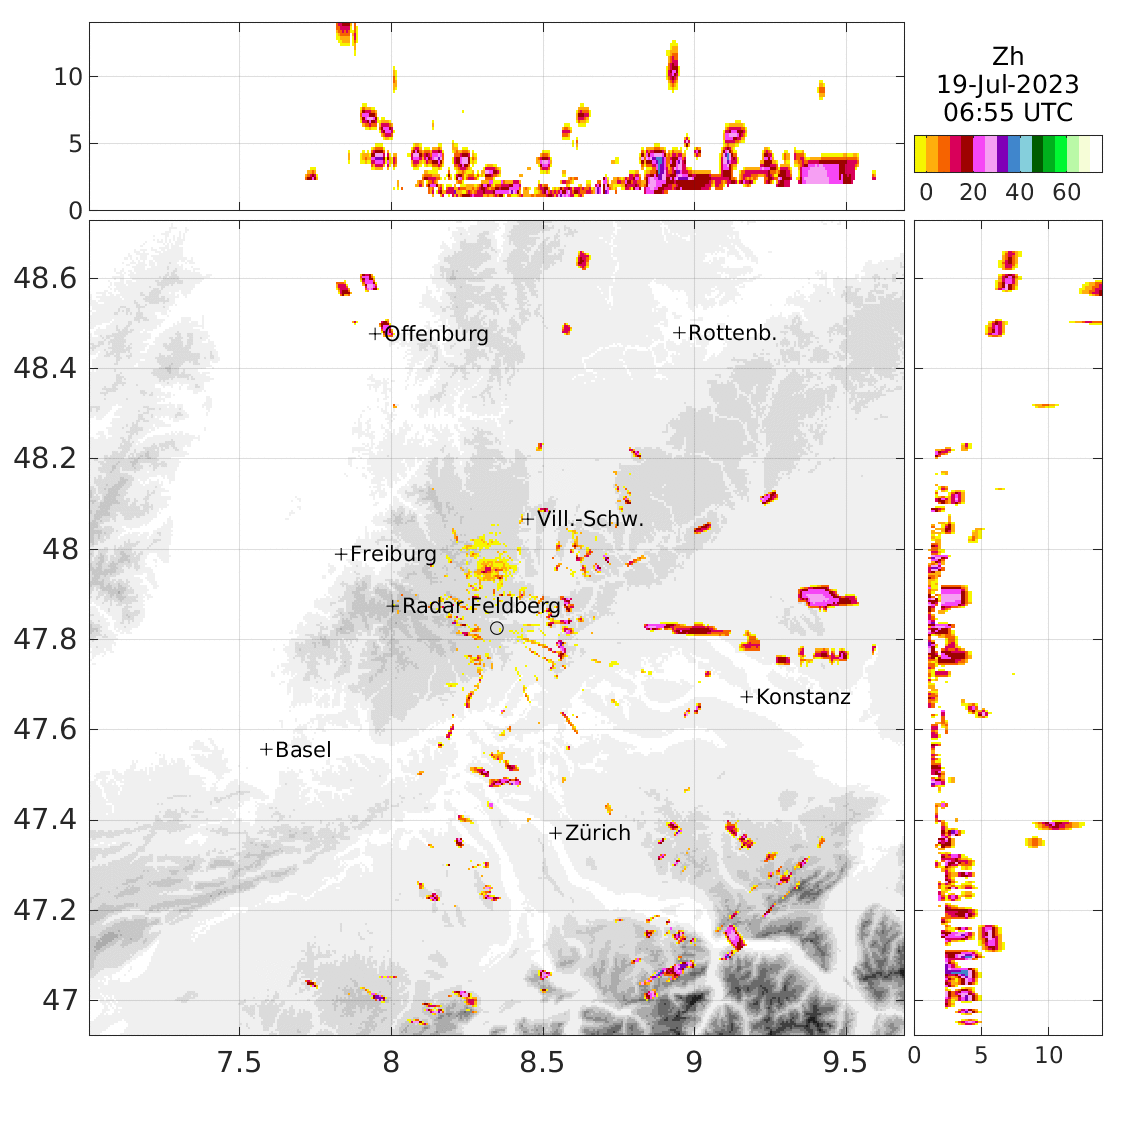 Zh
19-Jul-2023
06:55 UTC
0 20 40 60
10
5
0
48.6
+Offenburg +Rottenb.
48.4
48.2
+Vill.-Schw.
48 +Freiburg
+Radar Feldberg
47.8
+Konstanz
47.6
+Basel
47.4
+Zürich
47.2
47
7.5 8 8.5 9 9.5
0 5 10